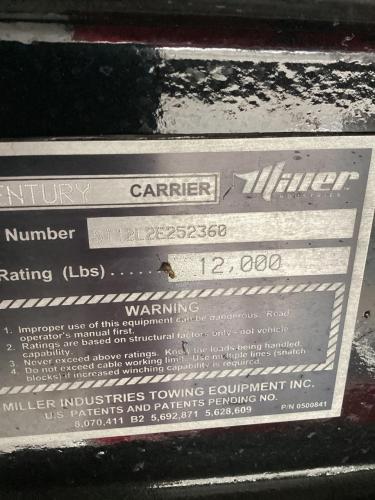 ENTURY CARRIER Miller
INDUSTRIES
Number
Rating (Lbs) ..... 12,000
WARNING
1. Improper use of this equipment can be dangerous. Read
operator's manual first.
2. Ratings are based on structural factors only - not vehicle
capability.
3. Never exceed above ratings. Know the loads being handled.
4. Do not exceed cable working limit. Use multiple lines (snatch
blocks) if increased winching capability is required.
MILLER INDUSTRIES TOWING EQUIPMENT INC.
U.S. PATENTS AND PATENTS PENDING NO.
8,070,411 B2 5,692,871 5,628,609
P/N 0500841